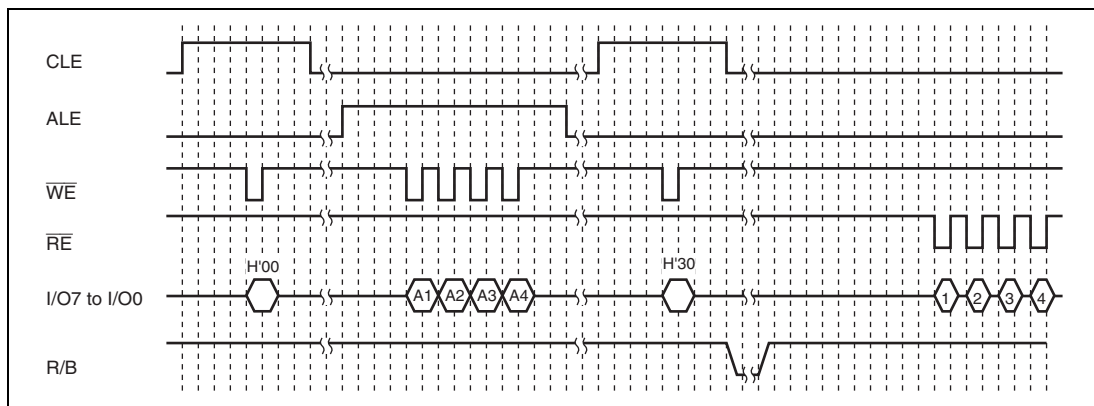 CLE
ALE
WE
RE
H'00
H'30
I/O7 to I/O0
A1 A2 A3 A4
1 2 3 4
R/B